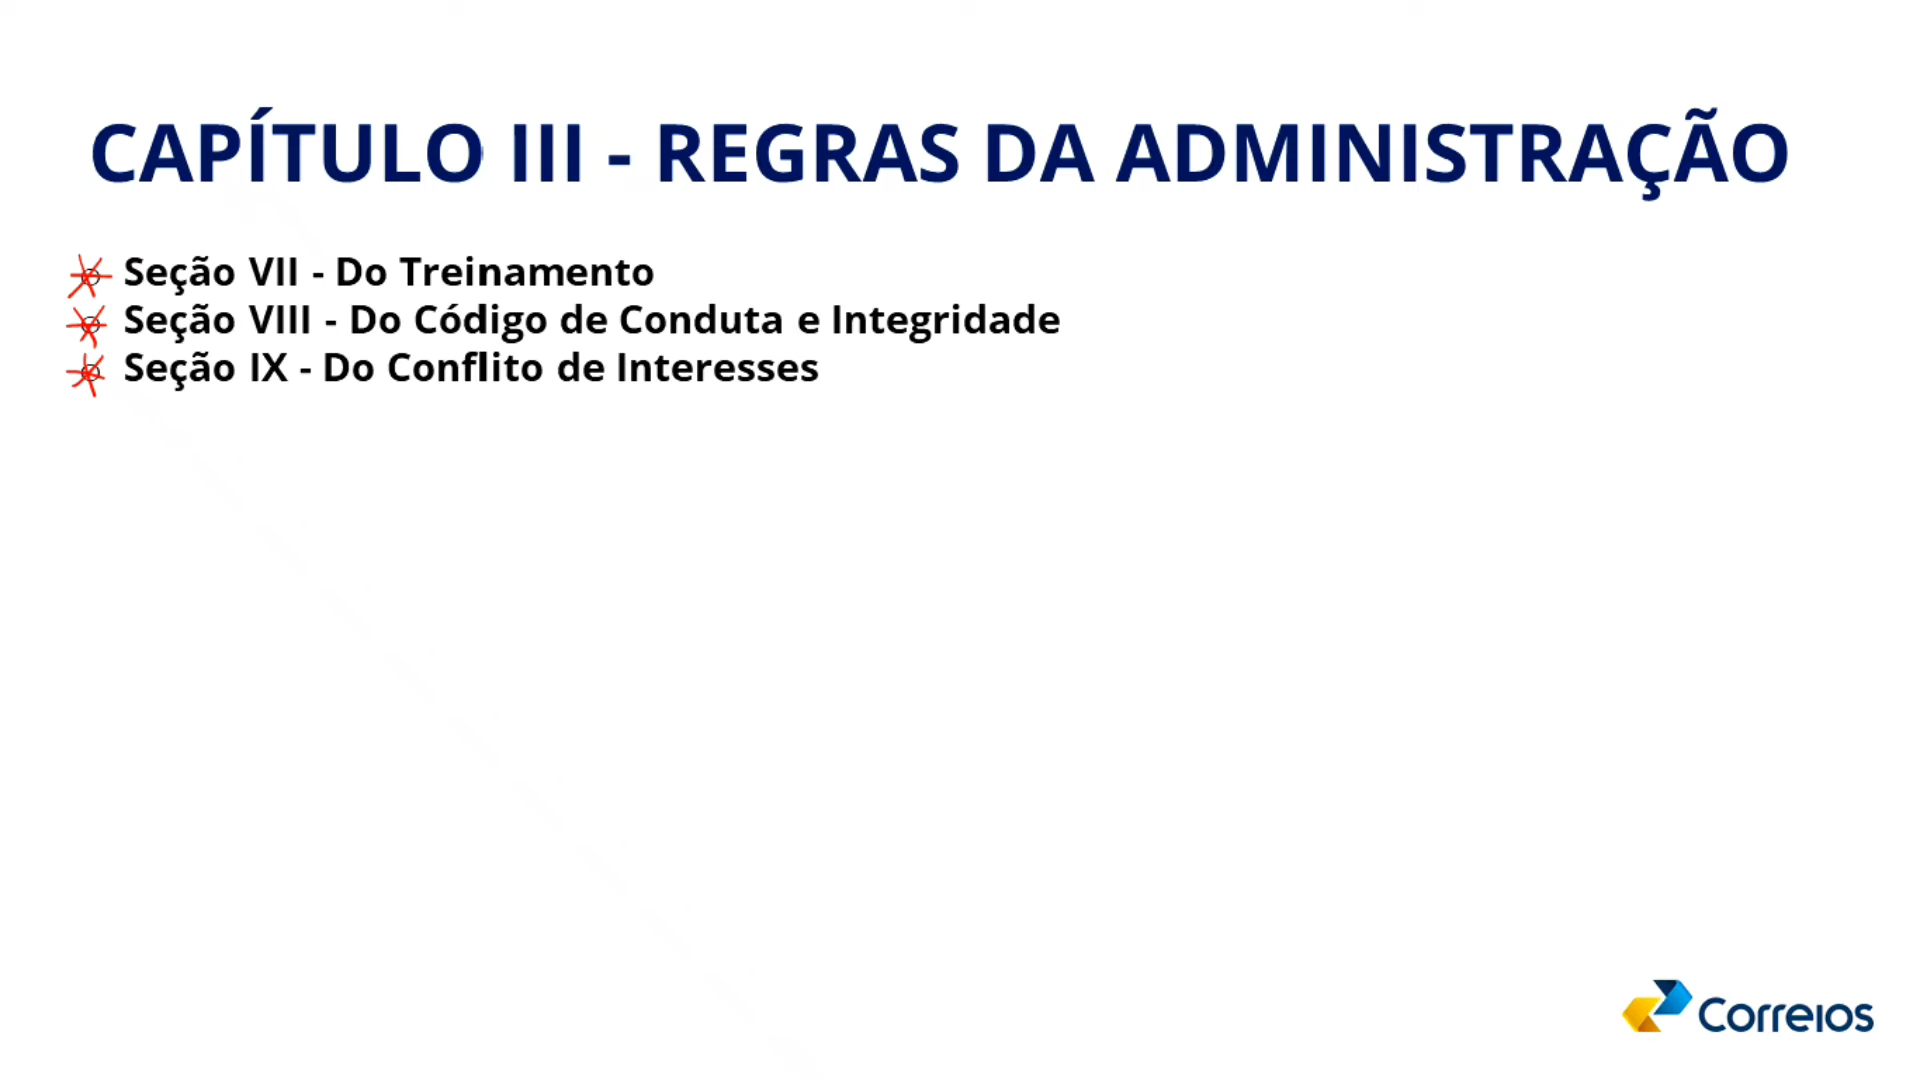 CAPÍTULO III - REGRAS DA ADMINISTRAÇÃO
Seção VII - Do Treinamento
Seção VIII - Do Código de Conduta e Integridade
Seção IX - Do Conflito de Interesses
Correios